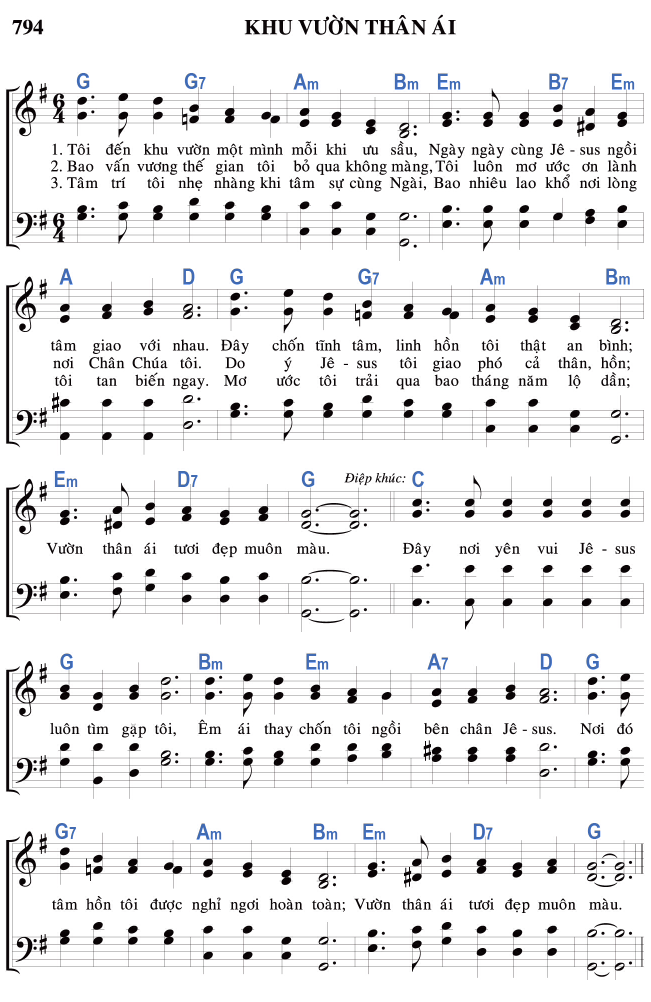 794 KHU VƯỜN THÂN ÁI
G G7 Am Bm Em B7 Em
6 4
1. Tôi đến khu vườn một mình mỗi khi ưu sầu, Ngày ngày cùng Jê - sus ngồi
2. Bao vấn vương thế gian tôi bỏ qua không màng, Tôi luôn mơ ước ơn lành
3. Tâm trí tôi nhẹ nhàng khi tâm sự cùng Ngài, Bao nhiêu lao khổ nơi lòng
6 4
A D G G7 Am Bm
tâm giao với nhau. Đây chốn tĩnh tâm, linh hồn tôi thật an bình;
nơi Chân Chúa tôi. Do ý Jê - sus tôi giao phó cả thân, hồn;
tôi tan biến ngay. Mơ ước tôi trải qua bao tháng năm lộ dần;
Em D7 G Điệp khúc: C
Vườn thân ái tươi đẹp muôn màu. Đây nơi yên vui Jê - sus
G Bm Em A7 D G
luôn tìm gặp tôi, Êm ái thay chốn tôi ngồi bên chân Jê - sus. Nơi đó
G7 Am Bm Em D7 G
tâm hồn tôi được nghỉ ngơi hoàn toàn; Vườn thân ái tươi đẹp muôn màu.